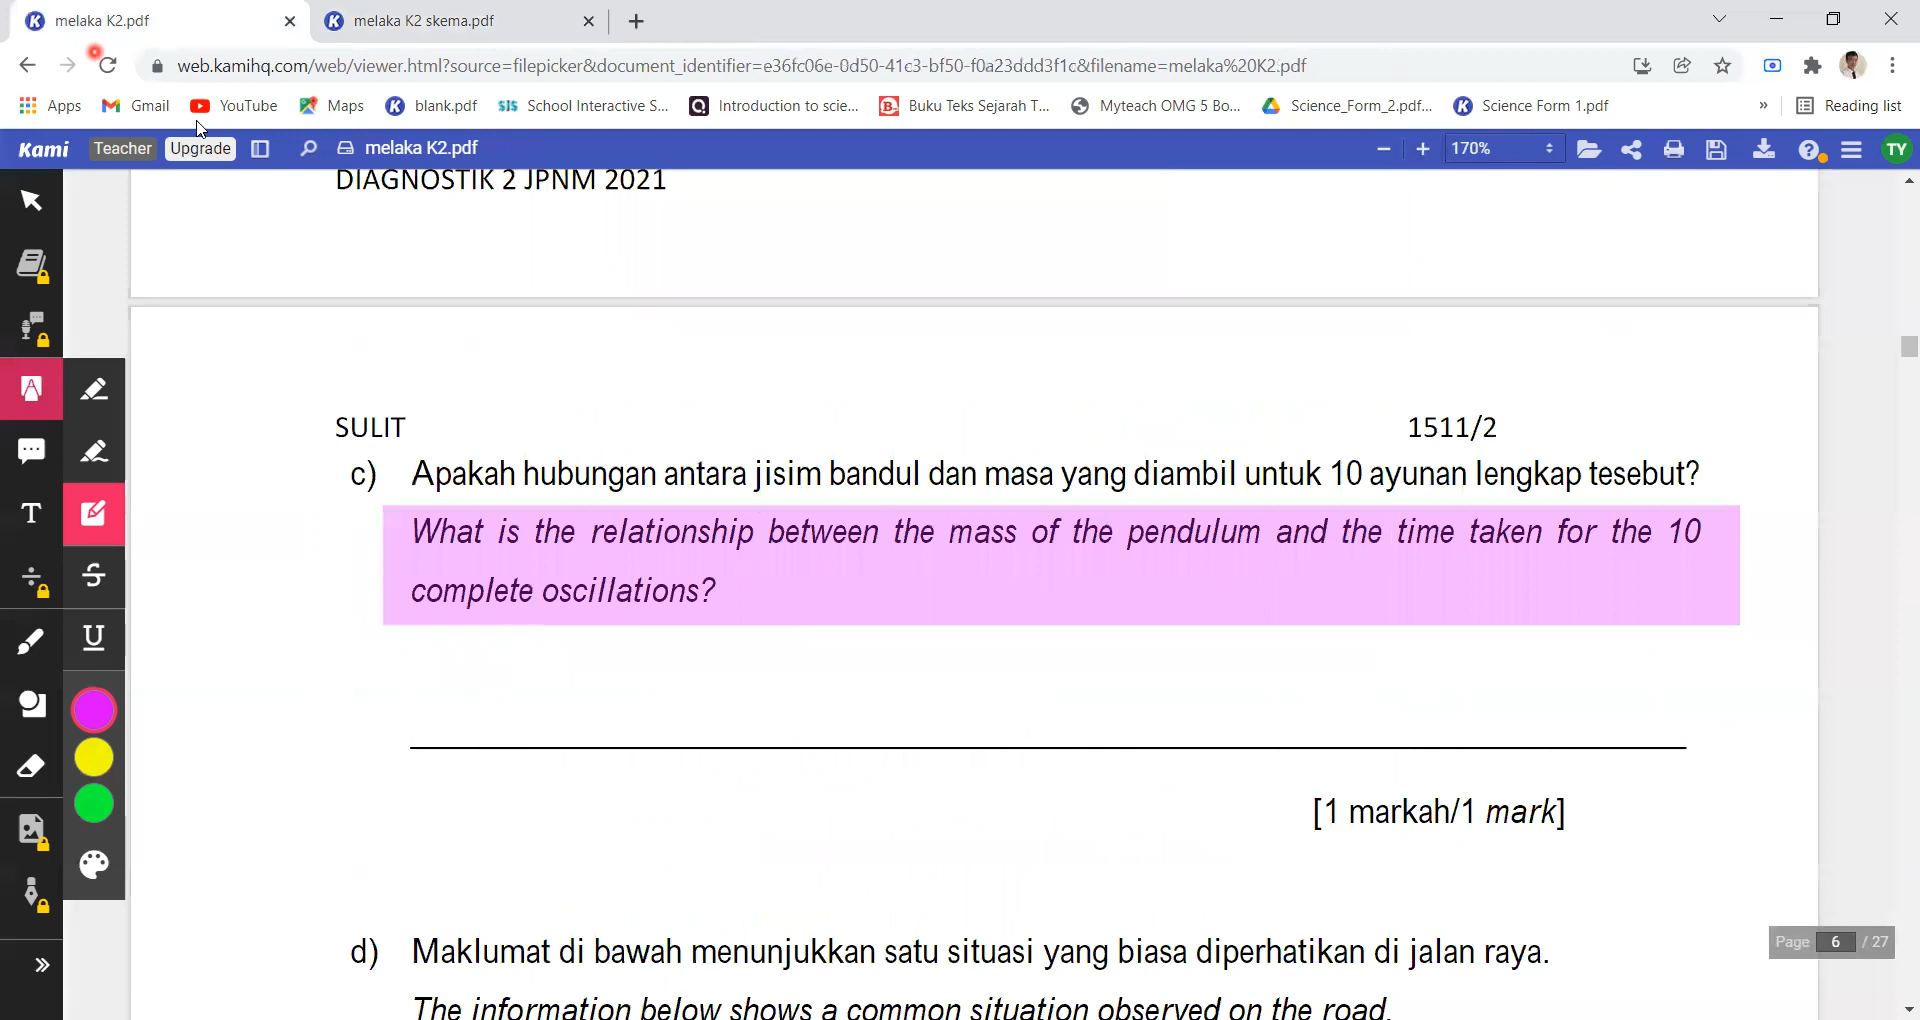 melaka K2.pdf
melaka K2 skema.pdf
web.kamihq.com/web/viewer.html?source=filepicker&document_identifier=e36fc06e-0d50-41c3-bf50-f0a23ddd3f1c&filename=melaka%20K2.pdf
Apps Gmail YouTube Maps blank.pdf SIS School Interactive S... Introduction to scie... Buku Teks Sejarah T... Myteach OMG 5 Bo... Science_Form_2.pdf... Science Form 1.pdf » Reading list
Kami Teacher Upgrade melaka K2.pdf 170% TY
DIAGNOSTIK 2 JPNM 2021
SULIT 1511/2
c) Apakah hubungan antara jisim bandul dan masa yang diambil untuk 10 ayunan lengkap tesebut?
What is the relationship between the mass of the pendulum and the time taken for the 10
complete oscillations?
[1 markah/1 mark]
d) Maklumat di bawah menunjukkan satu situasi yang biasa diperhatikan di jalan raya.
The information below shows a common situation observed on the road.
Page 6 / 27